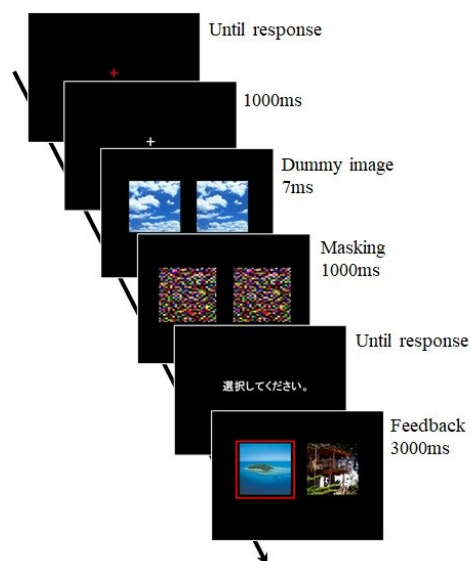 Until response
1000ms
Dummy image
7ms
Masking
1000ms
Until response
選択してください。
Feedback
3000ms